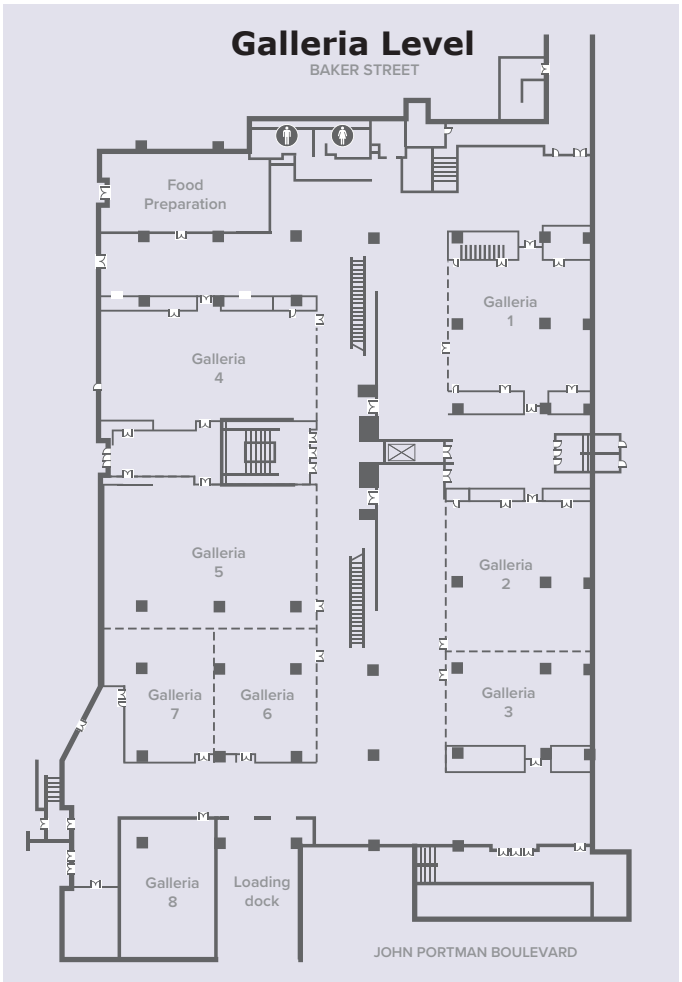 Galleria Level
BAKER STREET
Food
Preparation
Galleria
1
Galleria
4
Galleria
5
Galleria
2
Galleria
7
Galleria
6
Galleria
3
Galleria
8
Loading
dock
JOHN PORTMAN BOULEVARD